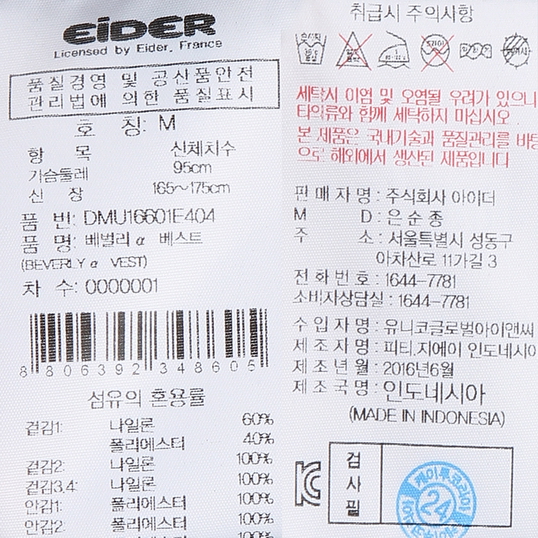 EiDER
Licensed by Eider, France
품질경영 및 공산품안전
관리법에 의한 품질표시
호 칭: M
항 목 신체치수
가슴둘레 95cm
신 장 165~175cm
품 번: DMU16601E404
품 명: 베벌리 α 베스트
(BEVERLY α VEST)
차 수: 0000001
8 806392 348605
섬유의 혼용률
겉감1: 나일론 60%
폴리에스터 40%
겉감2: 나일론 100%
겉감3,4: 나일론 100%
안감1: 폴리에스터 100%
안감2: 폴리에스터 100%
취급시 주의사항
세탁시 이염 및 오염될 우려가 있으니
타의류와 함께 세탁하지 마십시오.
본 제품은 국내기술과 품질관리를 바탕
으로 해외에서 생산된 제품입니다
판 매 자 명 : 주식회사 아이더
M D : 은 순 종
주 소 : 서울특별시 성동구
아차산로 11가길 3
전 화 번 호 : 1644-7781
소비자상담실 : 1644-7781
수 입 자 명 : 유니코글로벌아이앤씨
제 조 자 명 : 피티.지에이 인도네시아
제 조 년 월 : 2016년6월
제 조 국 명 : 인도네시아
(MADE IN INDONESIA)
검
사
필
케이투코리아
24